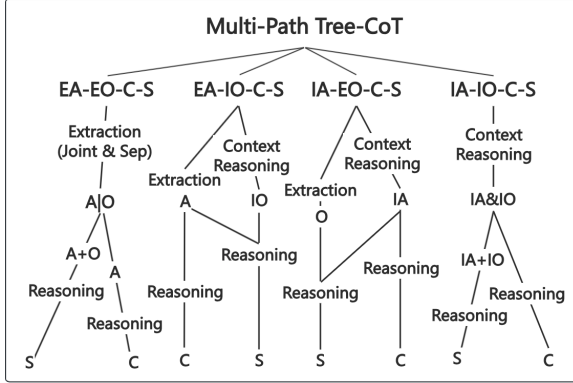 Multi-Path Tree-CoT
EA-EO-C-S
EA-IO-C-S
IA-EO-C-S
IA-IO-C-S
Extraction
(Joint & Sep)
A|O
A+O
A
Reasoning
Reasoning
S
C
Extraction
Context
Reasoning
A
IO
Reasoning
Reasoning
C
S
Extraction
Context
Reasoning
O
IA
Reasoning
Reasoning
S
C
Context
Reasoning
IA&IO
IA+IO
Reasoning
Reasoning
S
C